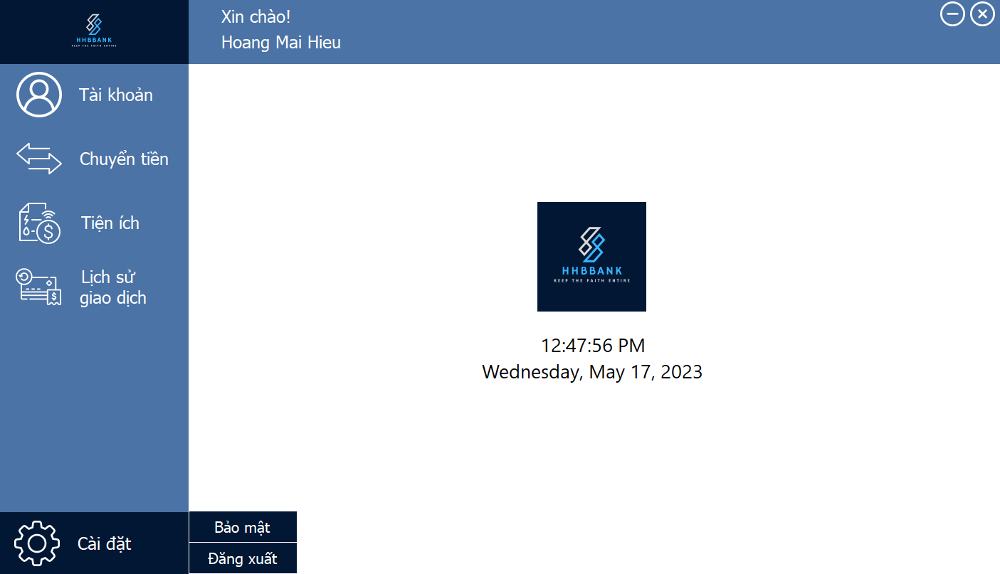 HHBBANK
KEEP THE FAITH ENTIRE
Xin chào!
Hoang Mai Hieu
Tài khoản
Chuyển tiền
Tiện ích
Lịch sử
giao dịch
HHBBANK
KEEP THE FAITH ENTIRE
12:47:56 PM
Wednesday, May 17, 2023
Cài đặt
Bảo mật
Đăng xuất